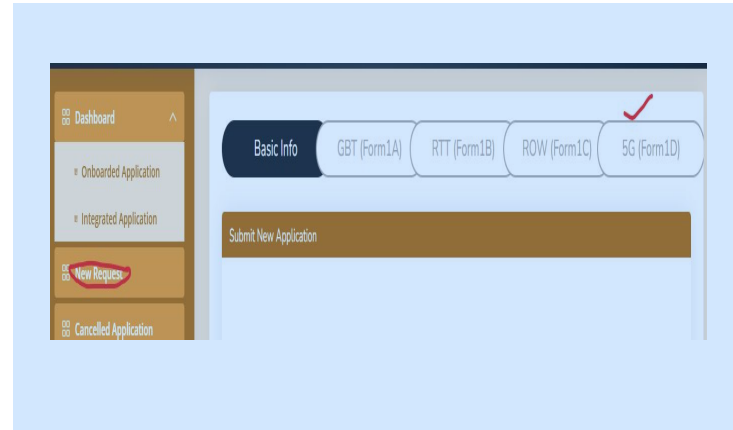 Dashboard
Onboarded Application
Integrated Application
New Request
Cancelled Application
Basic Info
GBT (Form1A)
RTT (Form1B)
ROW (Form1C)
5G (Form1D)
Submit New Application